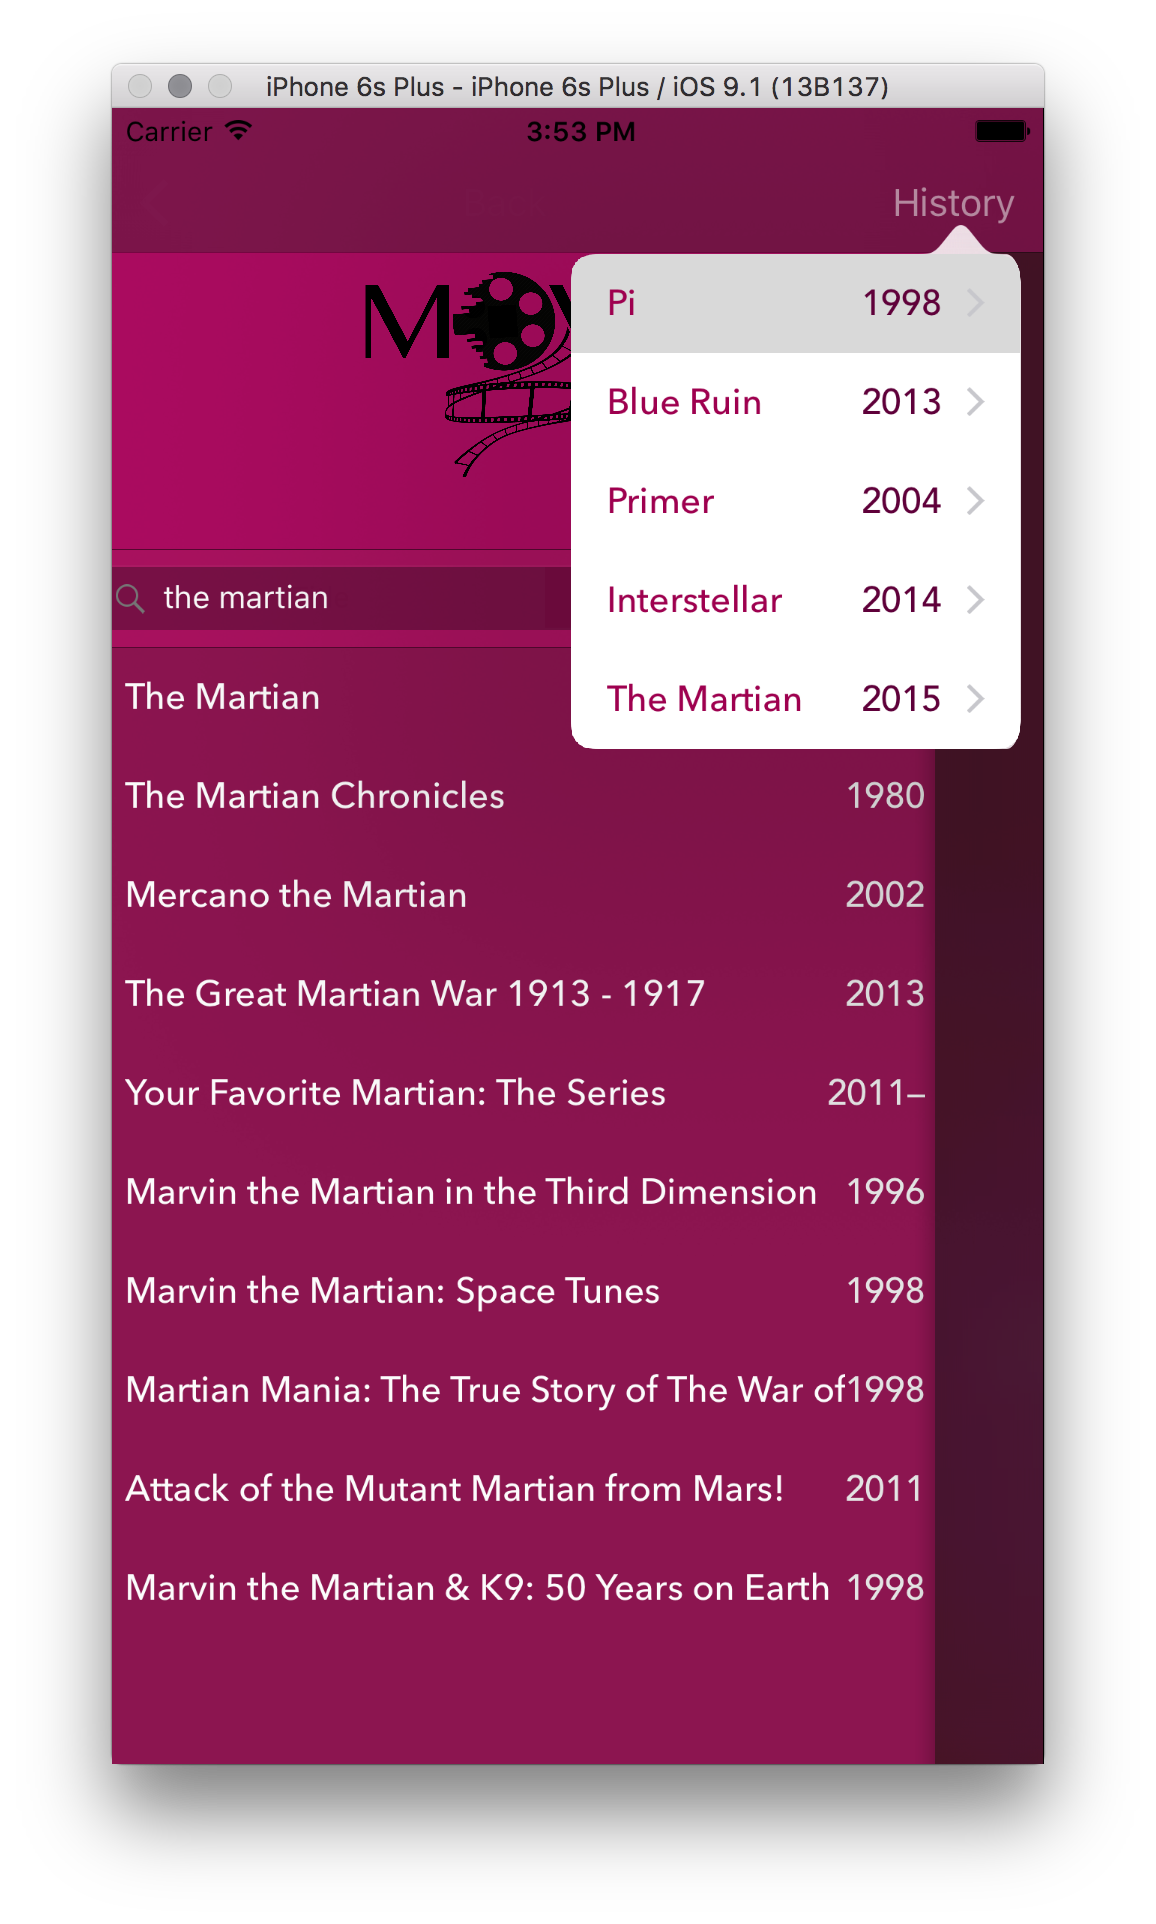 iPhone 6s Plus - iPhone 6s Plus / iOS 9.1 (13B137)
Carrier 3:53 PM
History
Pi 1998
Blue Ruin 2013
Primer 2004
Interstellar 2014
The Martian 2015
the martian
The Martian
The Martian Chronicles 1980
Mercano the Martian 2002
The Great Martian War 1913 - 1917 2013
Your Favorite Martian: The Series 2011–
Marvin the Martian in the Third Dimension 1996
Marvin the Martian: Space Tunes 1998
Martian Mania: The True Story of The War of 1998
Attack of the Mutant Martian from Mars! 2011
Marvin the Martian & K9: 50 Years on Earth 1998